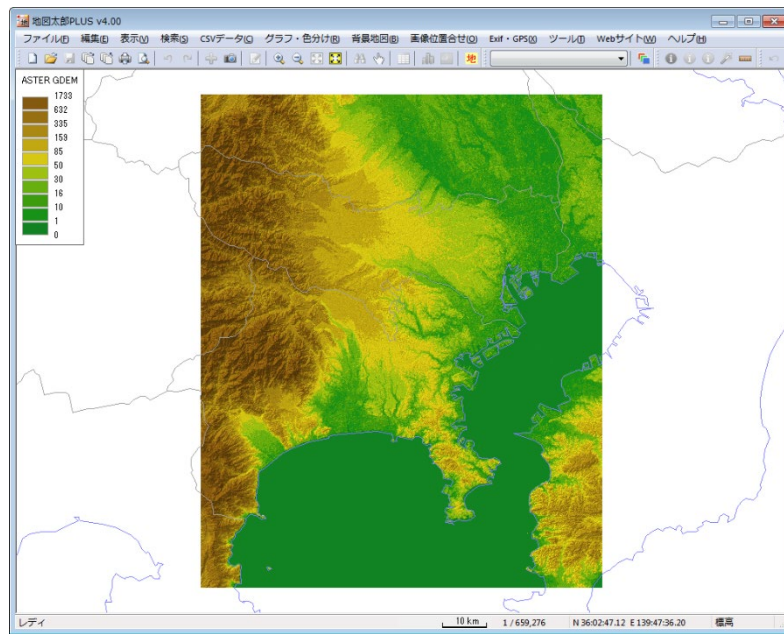 地図太郎PLUS v4.00
ファイル(F) 編集(E) 表示(V) 検索(S) CSVデータ(C) グラフ・色分け(R) 背景地図(B) 画像位置合せ(O) Exif・GPS(X) ツール(T) Webサイト(W) ヘルプ(H)
地
ASTER GDEM
1733
632
335
159
85
50
30
16
10
1
0
レディ 10 km 1 / 659,276 N 36:02:47.12 E 139:47:36.20 標高